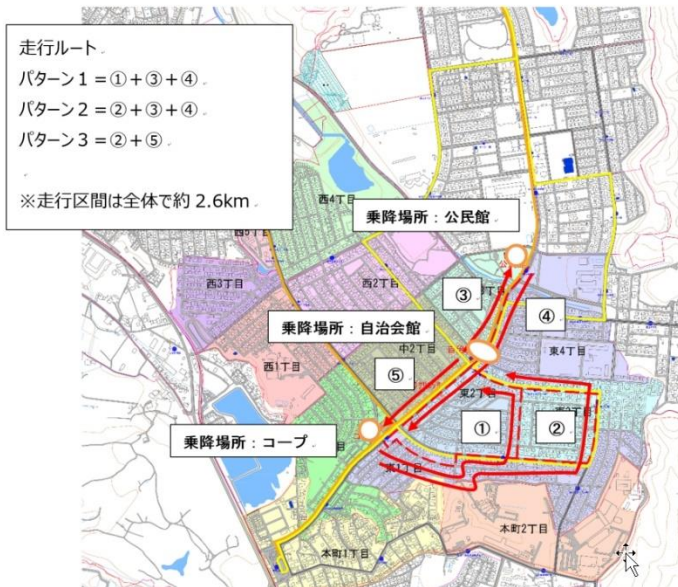 走行ルート
パターン１＝①＋③＋④
パターン２＝②＋③＋④
パターン３＝②＋⑤
※走行区間は全体で約 2.6km
西4丁目
乗降場所：公民館
西5丁目
西3丁目
西2丁目
③
④
乗降場所：自治会館
中2丁目
東4丁目
西1丁目
⑤
東2丁目
①
②
乗降場所：コープ
東1丁目
本町2丁目
本町1丁目